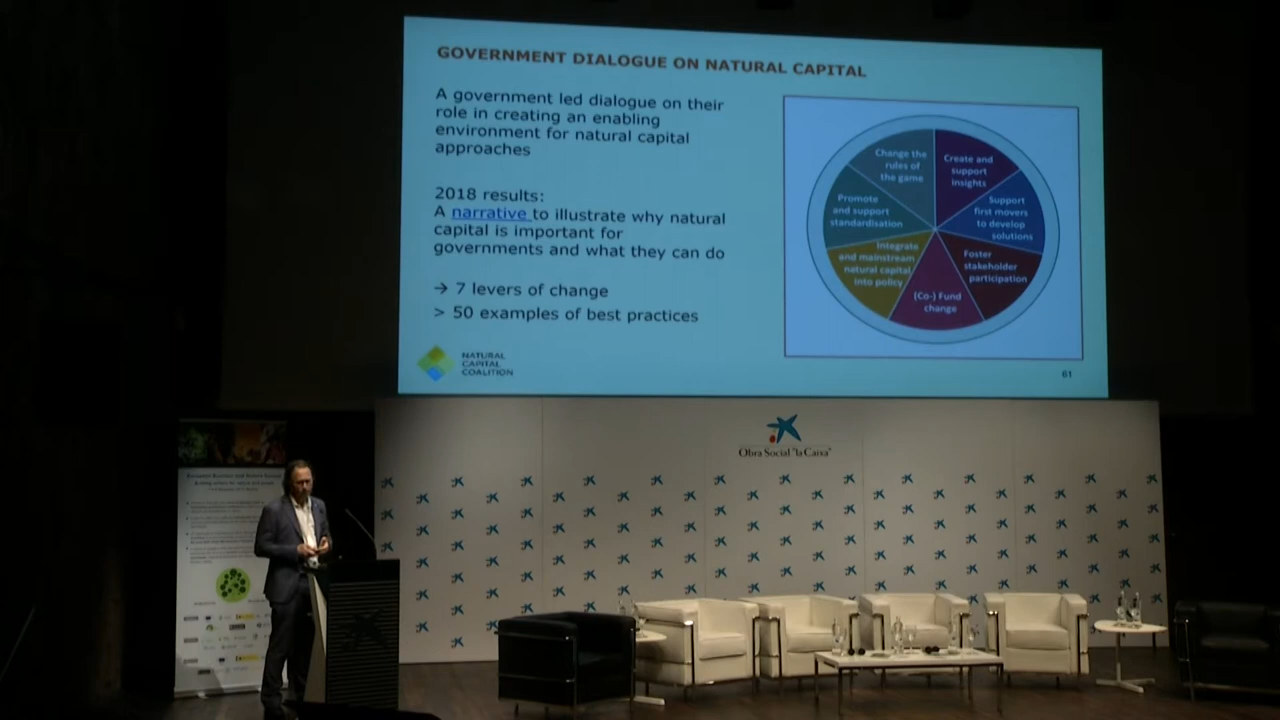 GOVERNMENT DIALOGUE ON NATURAL CAPITAL
A government led dialogue on their
role in creating an enabling
environment for natural capital
approaches
2018 results:
A narrative to illustrate why natural
capital is important for
governments and what they can do
→ 7 levers of change
> 50 examples of best practices
NATURAL
CAPITAL
COALITION
Change the
rules of
the game
Create and
support
insights
Support
first movers
to develop
solutions
Foster
stakeholder
participation
(Co-) Fund
change
Integrate
and mainstream
natural capital
into policy
Promote
and support
standardisation
61
Obra Social "la Caixa"